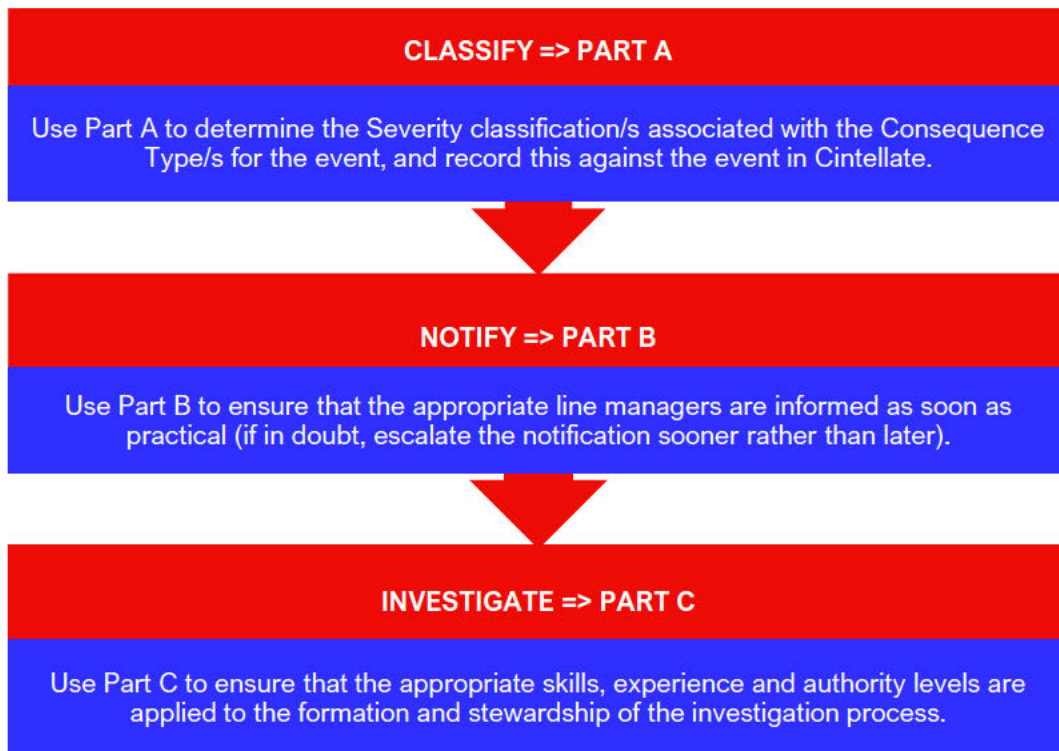 CLASSIFY => PART A
Use Part A to determine the Severity classification/s associated with the Consequence
Type/s for the event, and record this against the event in Cintellate.
NOTIFY => PART B
Use Part B to ensure that the appropriate line managers are informed as soon as
practical (if in doubt, escalate the notification sooner rather than later).
INVESTIGATE => PART C
Use Part C to ensure that the appropriate skills, experience and authority levels are
applied to the formation and stewardship of the investigation process.